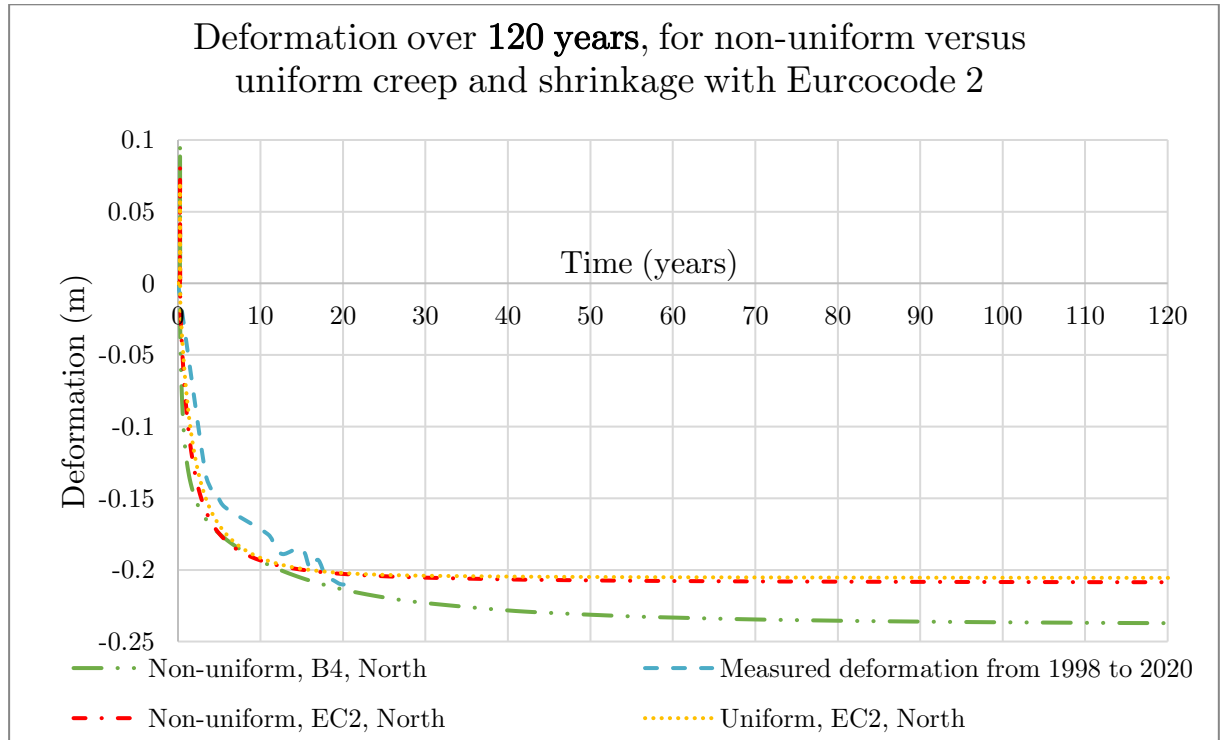 Deformation over 120 years, for non-uniform versus
uniform creep and shrinkage with Eurcocode 2
0.1
0.05
0
-0.05
-0.1
-0.15
-0.2
-0.25
Deformation (m)
Time (years)
0 10 20 30 40 50 60 70 80 90 100 110 120
Non-uniform, B4, North
Measured deformation from 1998 to 2020
Non-uniform, EC2, North
Uniform, EC2, North